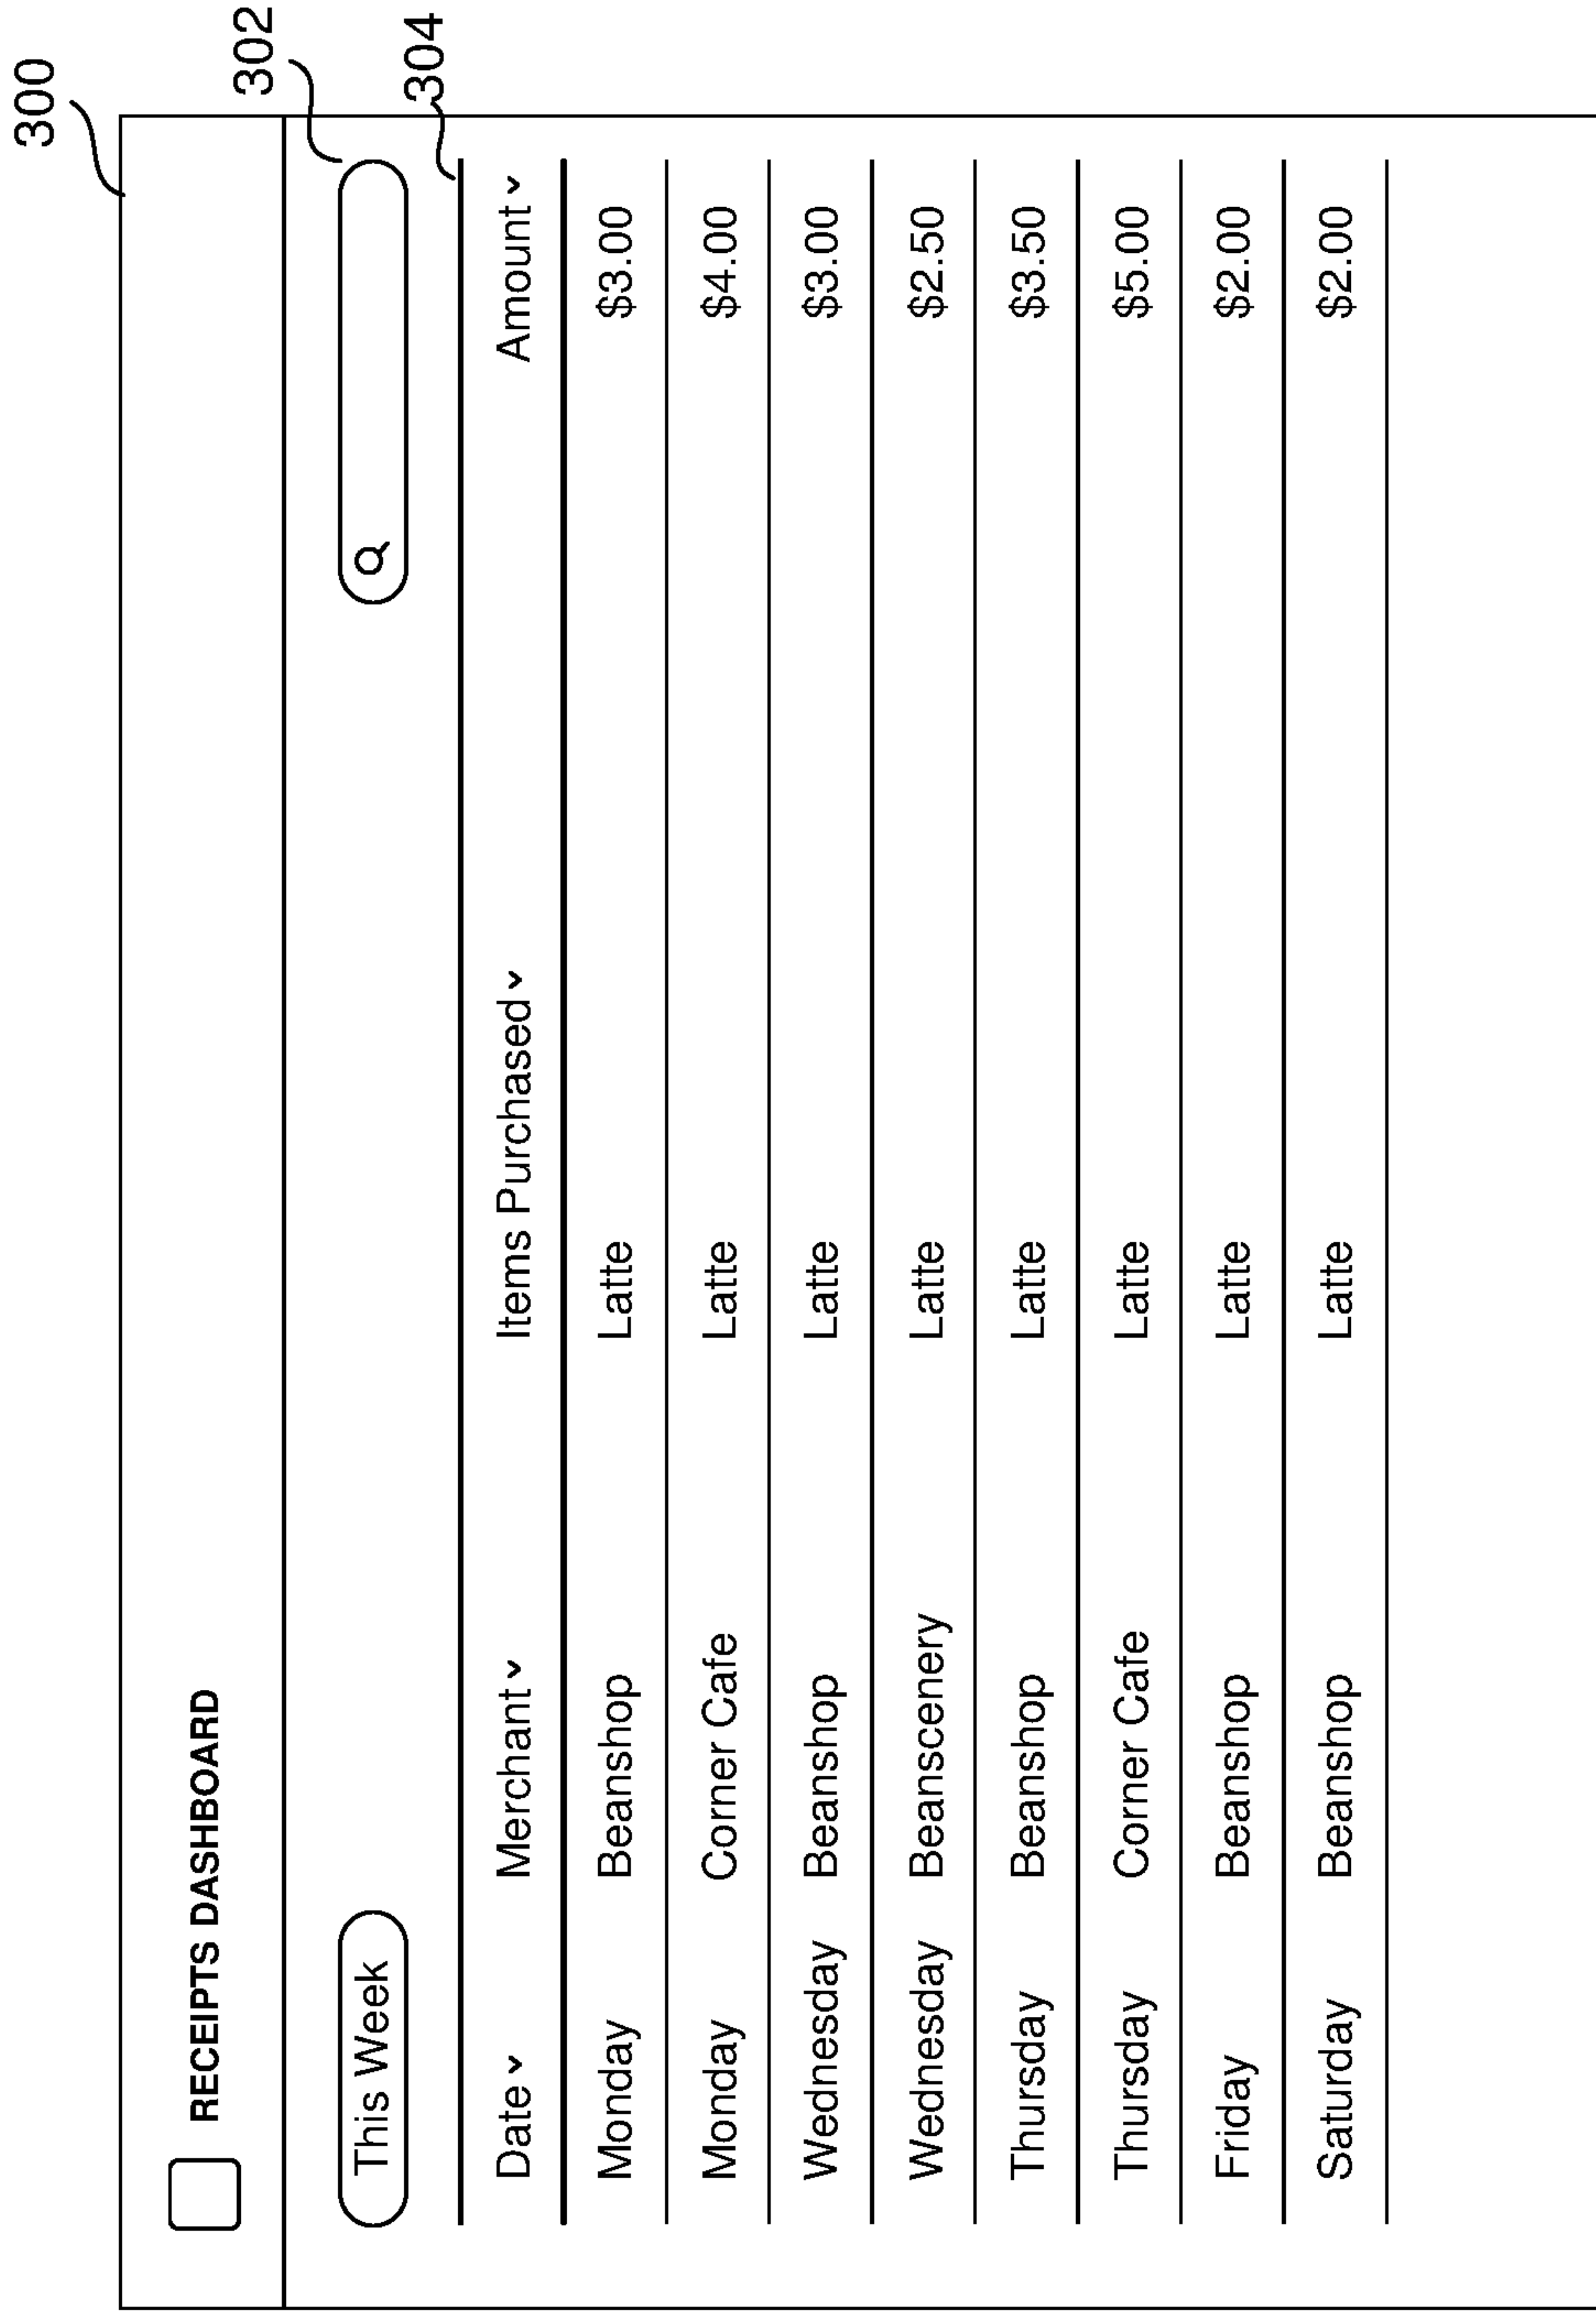 300
RECEIPTS DASHBOARD
302
This Week
304
Date Merchant Items Purchased Amount
Monday Beanshop Latte $3.00
Monday Corner Cafe Latte $4.00
Wednesday Beanshop Latte $3.00
Wednesday Beanscenery Latte $2.50
Thursday Beanshop Latte $3.50
Thursday Corner Cafe Latte $5.00
Friday Beanshop Latte $2.00
Saturday Beanshop Latte $2.00